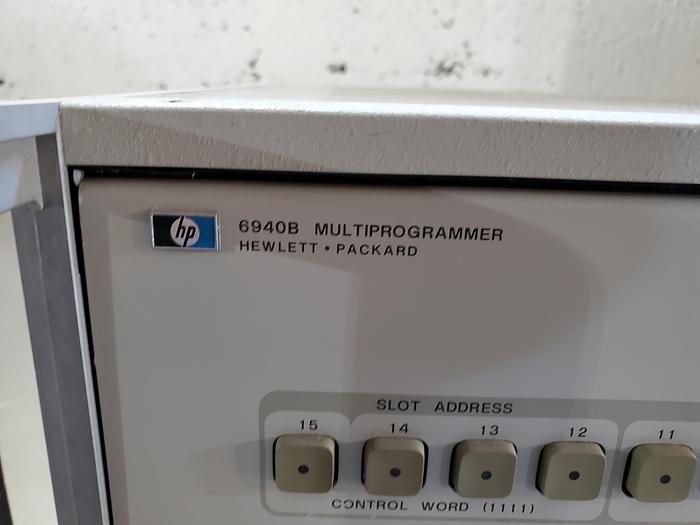 hp
6940B MULTIPROGRAMMER
HEWLETT • PACKARD
SLOT ADDRESS
15 14 13 12 11
CONTROL WORD (1111)